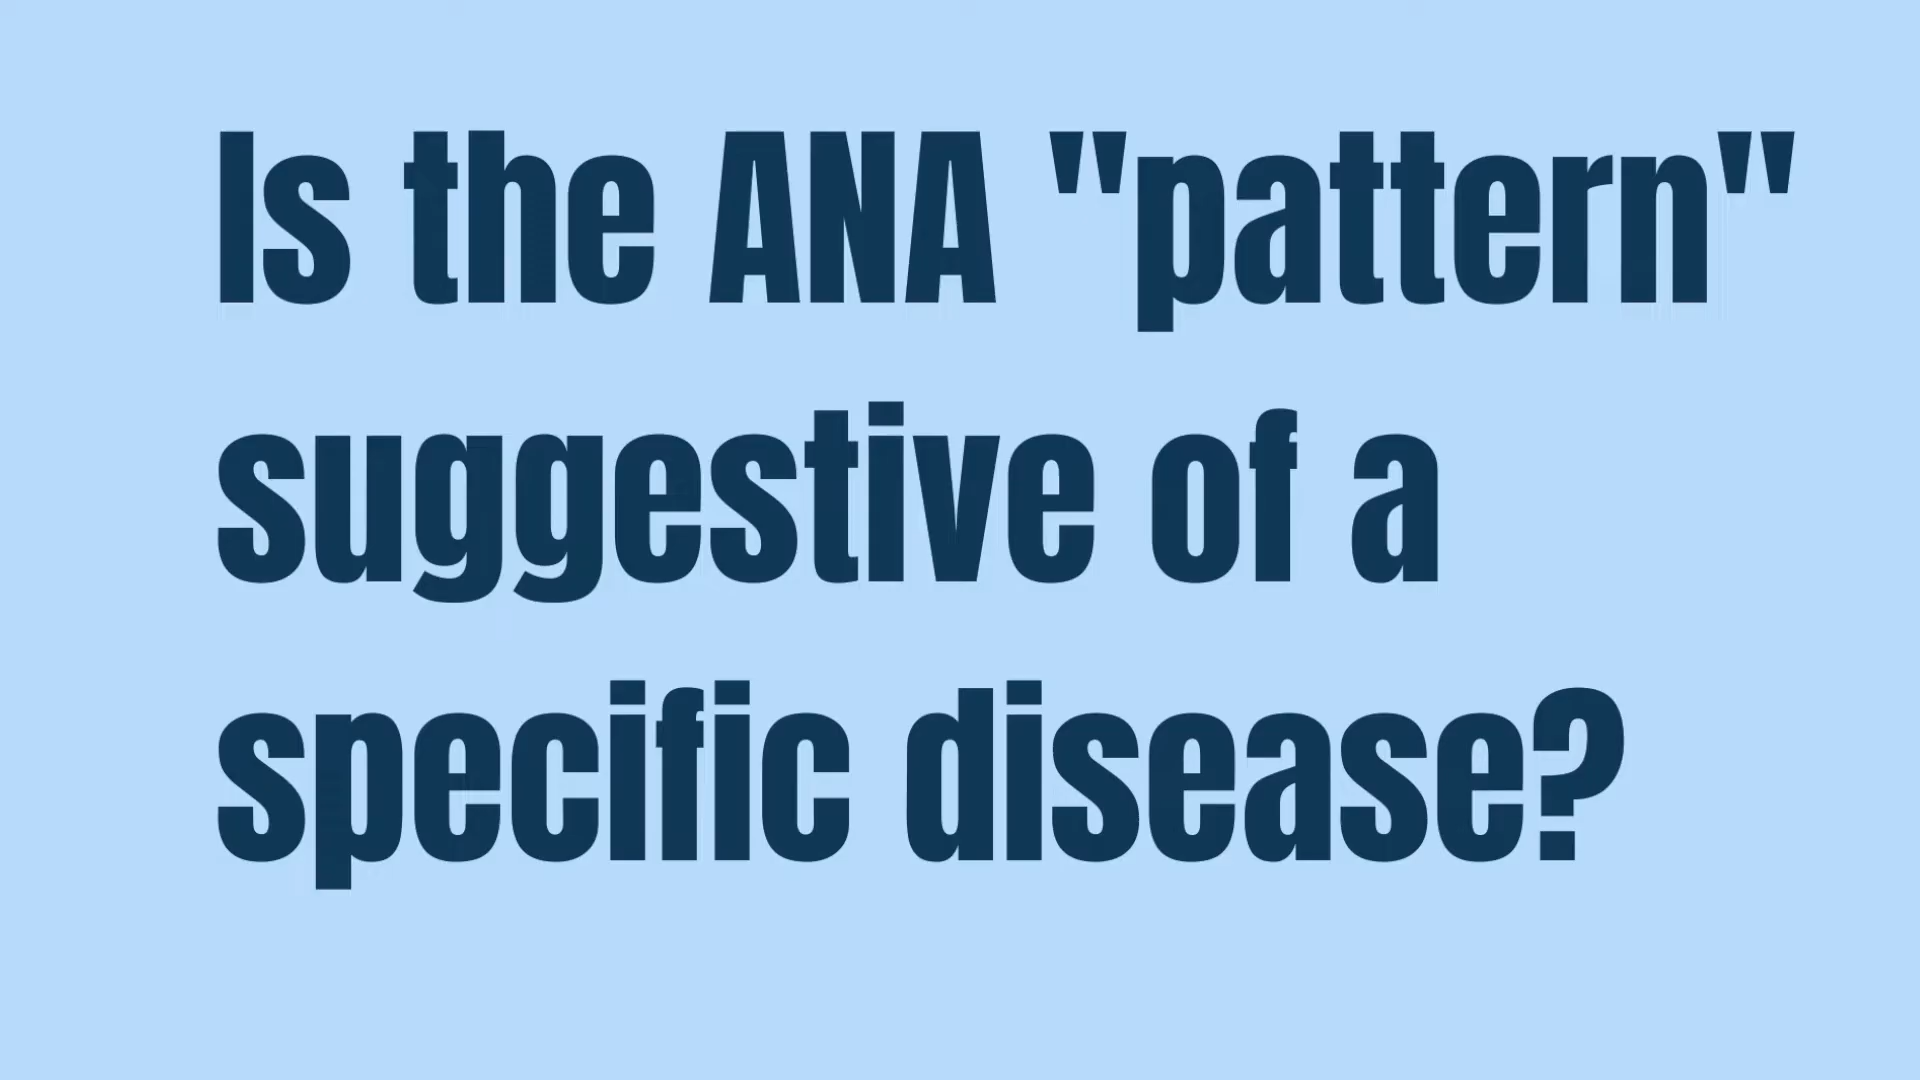 Is the ANA "pattern"
suggestive of a
specific disease?